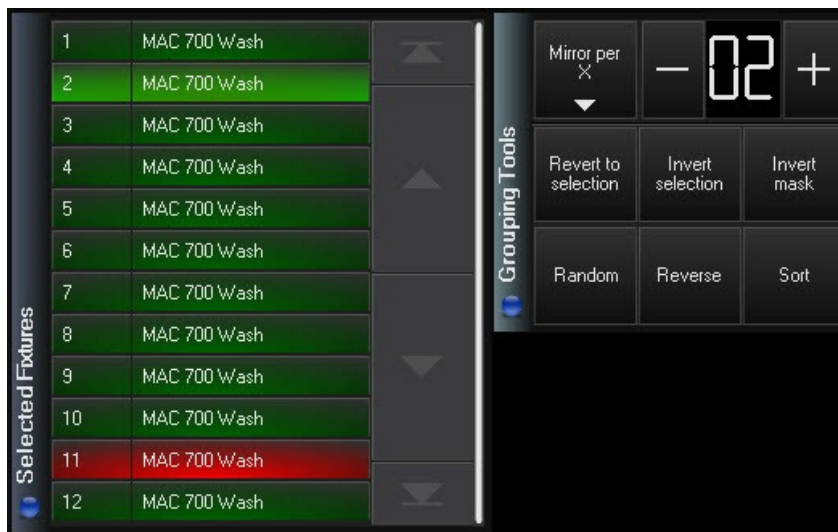 Selected Fixtures
1 MAC 700 Wash
2 MAC 700 Wash
3 MAC 700 Wash
4 MAC 700 Wash
5 MAC 700 Wash
6 MAC 700 Wash
7 MAC 700 Wash
8 MAC 700 Wash
9 MAC 700 Wash
10 MAC 700 Wash
11 MAC 700 Wash
12 MAC 700 Wash
Grouping Tools
Mirror per
X
− 02 +
Revert to
selection
Invert
selection
Invert
mask
Random
Reverse
Sort